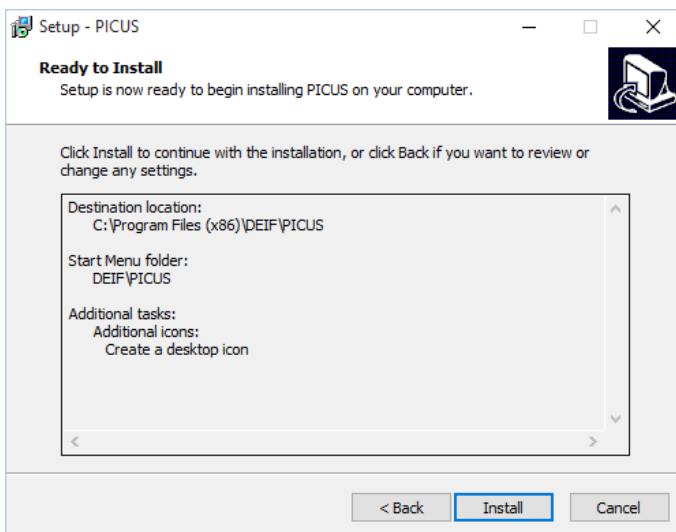 Setup - PICUS
Ready to Install
Setup is now ready to begin installing PICUS on your computer.
Click Install to continue with the installation, or click Back if you want to review or
change any settings.
Destination location:
C:\Program Files (x86)\DEIF\PICUS
Start Menu folder:
DEIF\PICUS
Additional tasks:
Additional icons:
Create a desktop icon
< Back
Install
Cancel